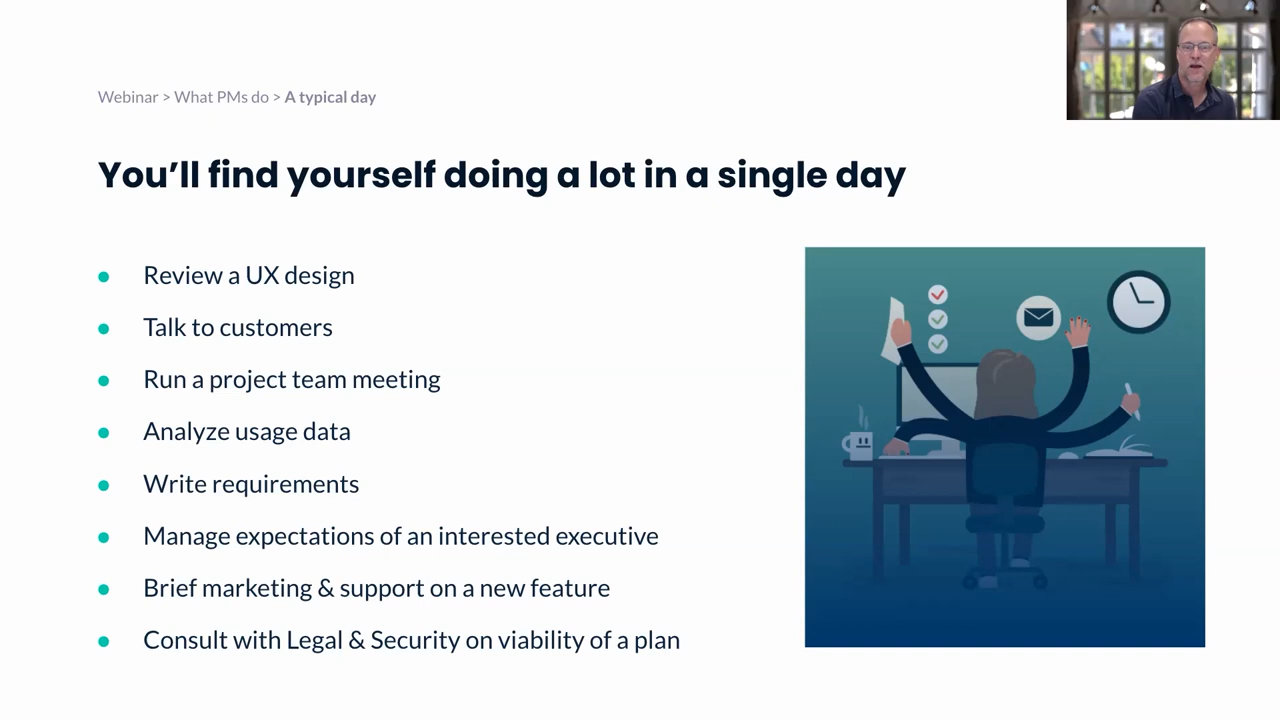 Webinar > What PMs do > A typical day
You’ll find yourself doing a lot in a single day
Review a UX design
Talk to customers
Run a project team meeting
Analyze usage data
Write requirements
Manage expectations of an interested executive
Brief marketing & support on a new feature
Consult with Legal & Security on viability of a plan